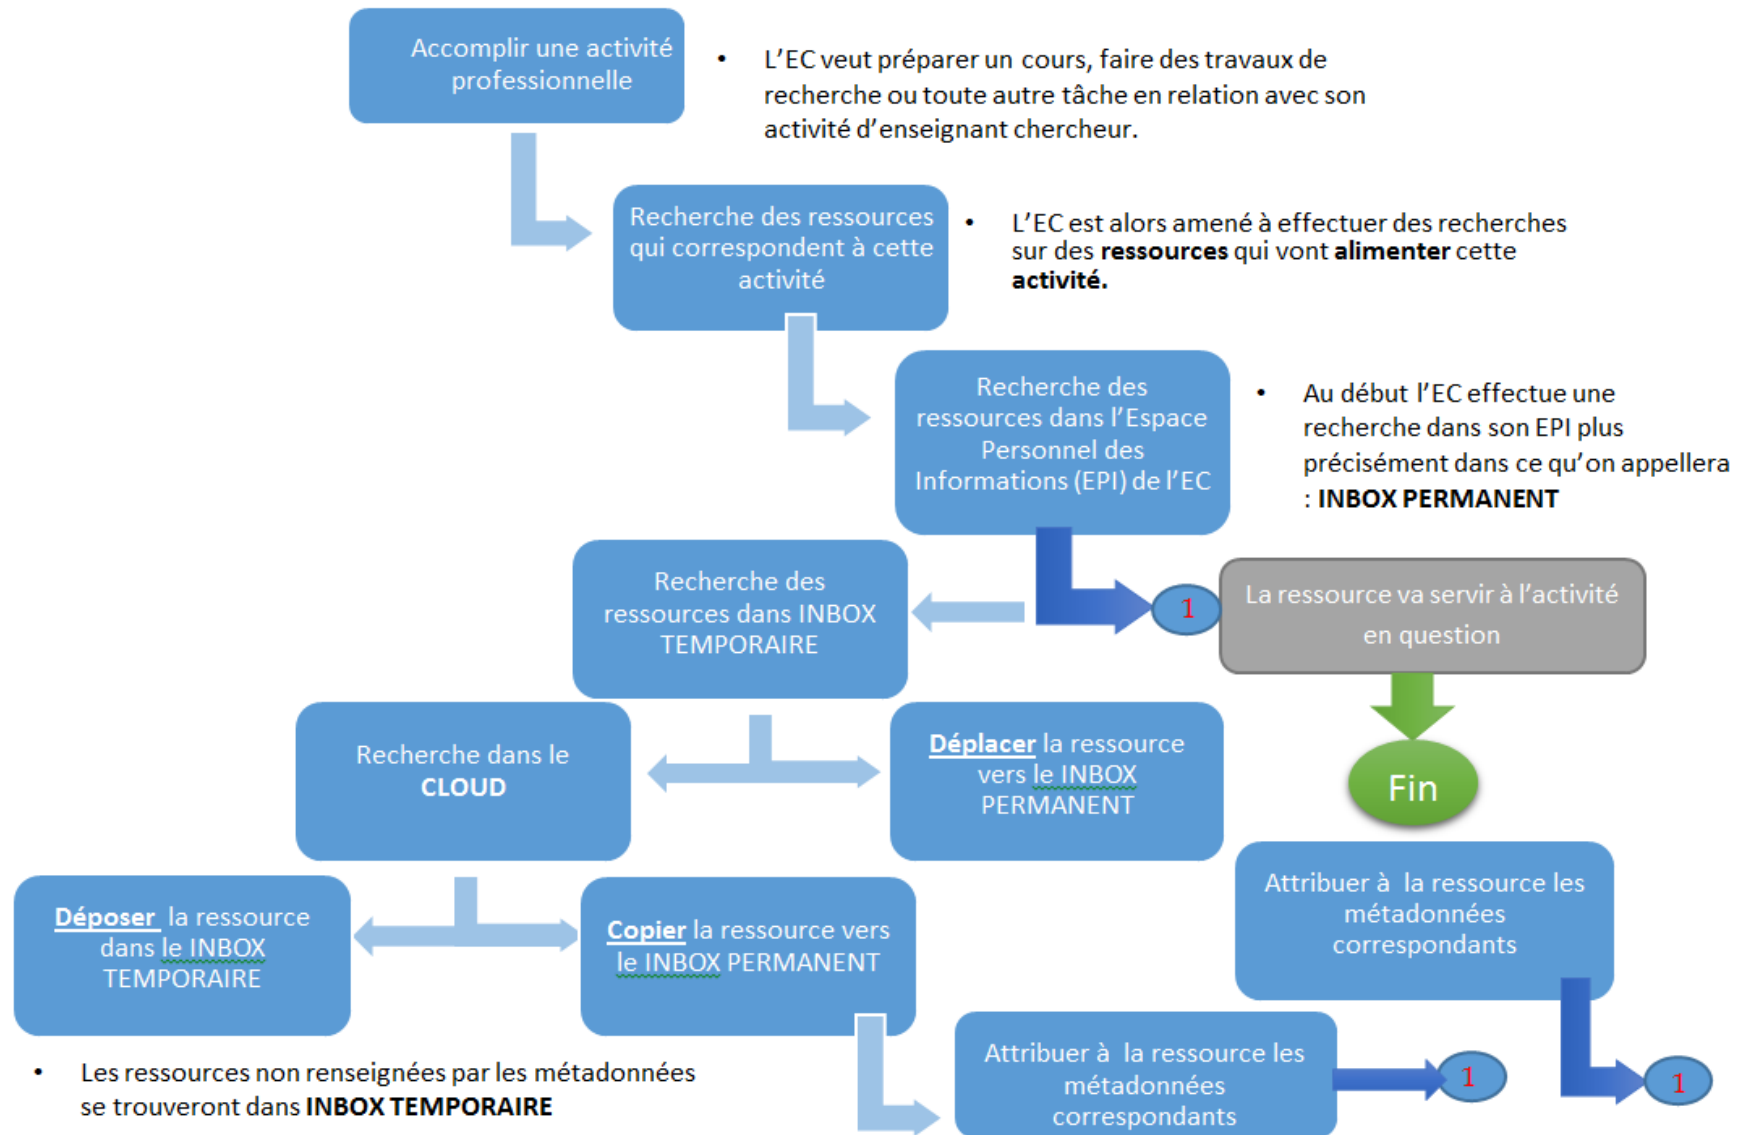 Accomplir une activité
professionnelle
• L'EC veut préparer un cours, faire des travaux de
recherche ou toute autre tâche en relation avec son
activité d'enseignant chercheur.
Recherche des ressources
qui correspondent à cette
activité
• L'EC est alors amené à effectuer des recherches
sur des ressources qui vont alimenter cette
activité.
Recherche des
ressources dans l'Espace
Personnel des
Informations (EPI) de l'EC
• Au début l'EC effectue une
recherche dans son EPI plus
précisément dans ce qu'on appellera
: INBOX PERMANENT
Recherche des
ressources dans INBOX
TEMPORAIRE
1
La ressource va servir à l'activité
en question
Recherche dans le
CLOUD
Déplacer la ressource
vers le INBOX
PERMANENT
Fin
Déposer la ressource
dans le INBOX
TEMPORAIRE
Copier la ressource vers
le INBOX PERMANENT
Attribuer à la ressource les
métadonnées
correspondants
Attribuer à la ressource les
métadonnées
correspondants
1
1
• Les ressources non renseignées par les métadonnées
se trouveront dans INBOX TEMPORAIRE